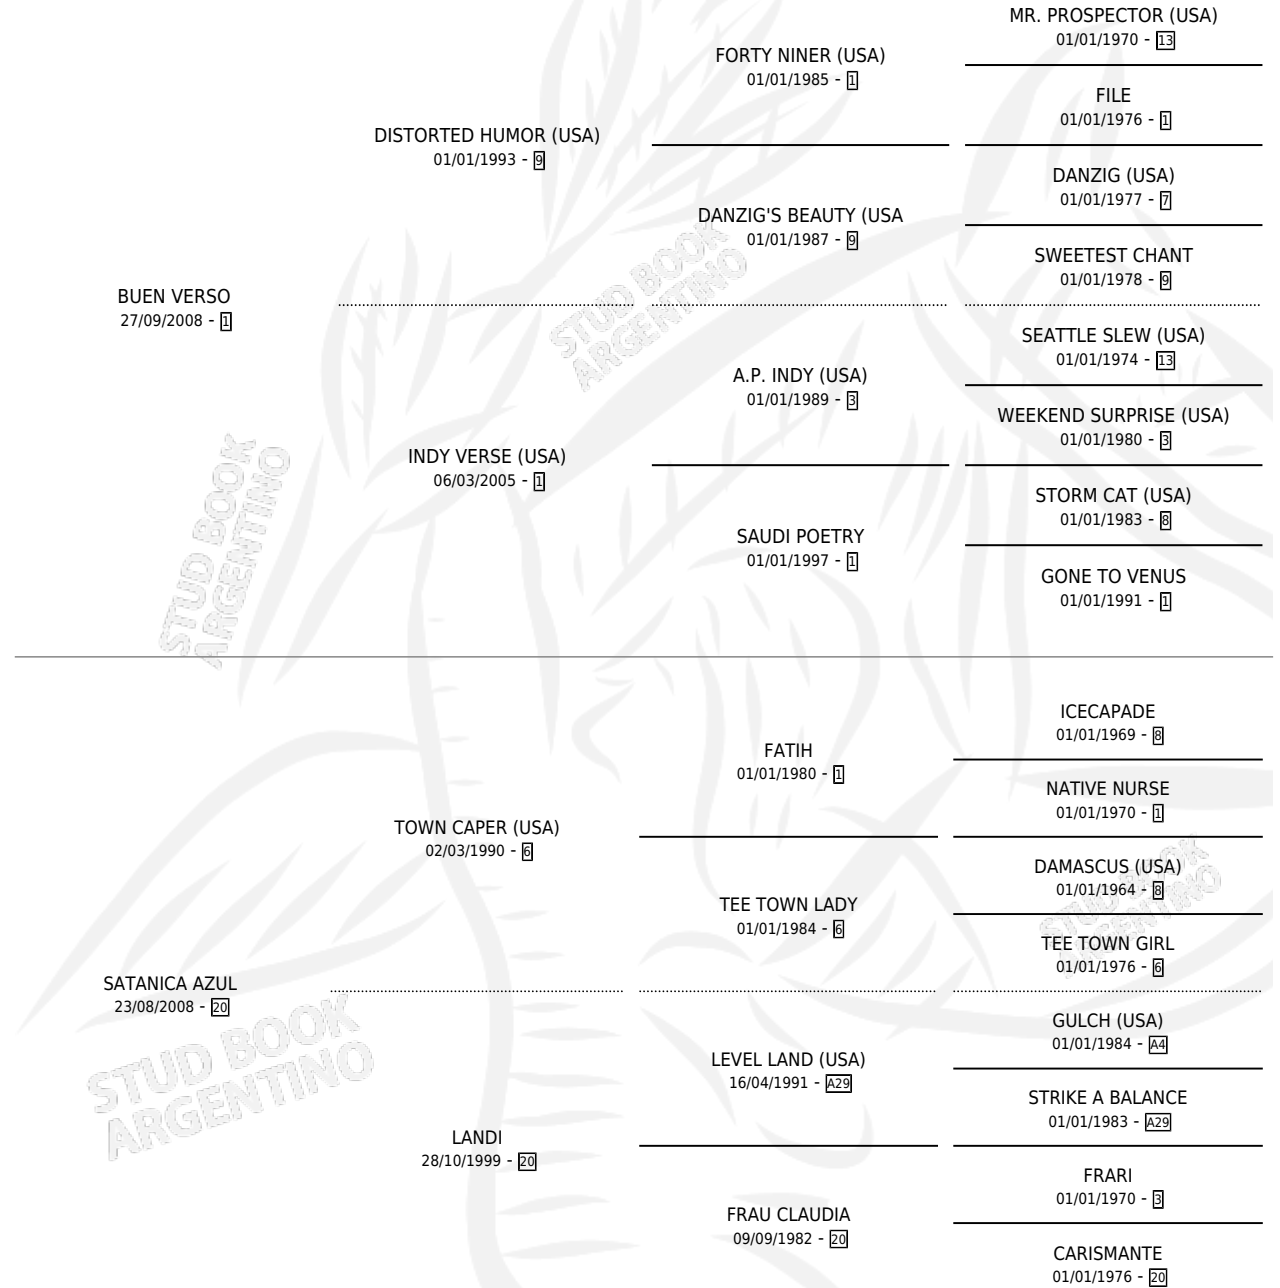 MR. PROSPECTOR (USA)
01/01/1970 - 13
FORTY NINER (USA)
01/01/1985 - 1
FILE
01/01/1976 - 1
DISTORTED HUMOR (USA)
01/01/1993 - 9
DANZIG (USA)
01/01/1977 - 7
DANZIG'S BEAUTY (USA
01/01/1987 - 9
SWEETEST CHANT
01/01/1978 - 9
BUEN VERSO
27/09/2008 - 1
STUD BOOK
ARGENTINO
SEATTLE SLEW (USA)
01/01/1974 - 13
A.P. INDY (USA)
01/01/1989 - 3
WEEKEND SURPRISE (USA)
01/01/1980 - 3
INDY VERSE (USA)
06/03/2005 - 1
STORM CAT (USA)
01/01/1983 - 8
SAUDI POETRY
01/01/1997 - 1
GONE TO VENUS
01/01/1991 - 1
STUD BOOK
ARGENTINO
ICECAPADE
01/01/1969 - 8
FATIH
01/01/1980 - 1
NATIVE NURSE
01/01/1970 - 1
TOWN CAPER (USA)
02/03/1990 - 6
DAMASCUS (USA)
01/01/1964 - 8
TEE TOWN LADY
01/01/1984 - 6
STUD BOOK
ARGENTINO
TEE TOWN GIRL
01/01/1976 - 6
SATANICA AZUL
23/08/2008 - 20
STUD BOOK
ARGENTINO
GULCH (USA)
01/01/1984 - A4
LEVEL LAND (USA)
16/04/1991 - A29
STRIKE A BALANCE
01/01/1983 - A29
LANDI
28/10/1999 - 20
FRARI
01/01/1970 - 3
FRAU CLAUDIA
09/09/1982 - 20
CARISMANTE
01/01/1976 - 20